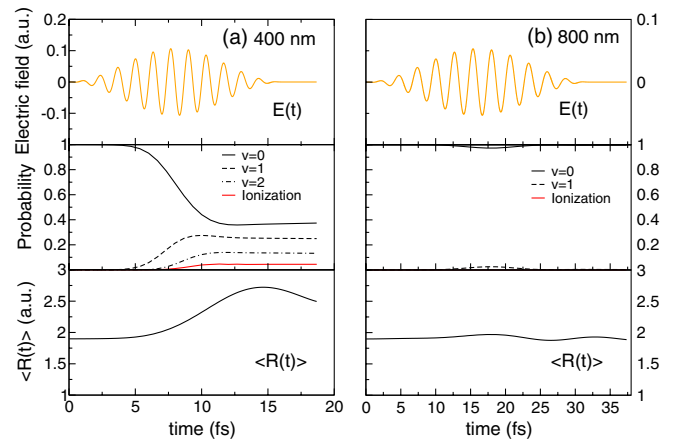 (a) 400 nm
(b) 800 nm
Electric field (a.u.)
0.2
0.1
0
-0.1
E(t)
0.1
0
E(t)
Probability
1
0.8
0.6
0.4
0.2
v=0
v=1
v=2
Ionization
1
0.8
0.6
0.4
0.2
v=0
v=1
Ionization
<R(t)> (a.u.)
3
2.5
2
1.5
1
<R(t)>
3
2.5
2
1.5
1
<R(t)>
0 5 10 15 20
0 5 10 15 20 25 30 35
time (fs)
time (fs)